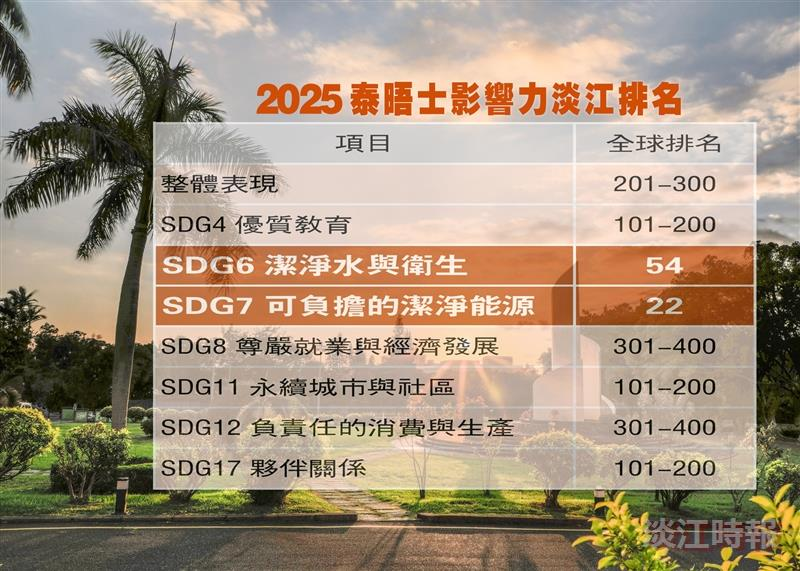 2025 泰晤士影響力淡江排名
項目 全球排名
整體表現 201-300
SDG4 優質教育 101-200
SDG6 潔淨水與衛生 54
SDG7 可負擔的潔淨能源 22
SDG8 尊嚴就業與經濟發展 301-400
SDG11 永續城市與社區 101-200
SDG12 負責任的消費與生產 301-400
SDG17 夥伴關係 101-200
淡江時報